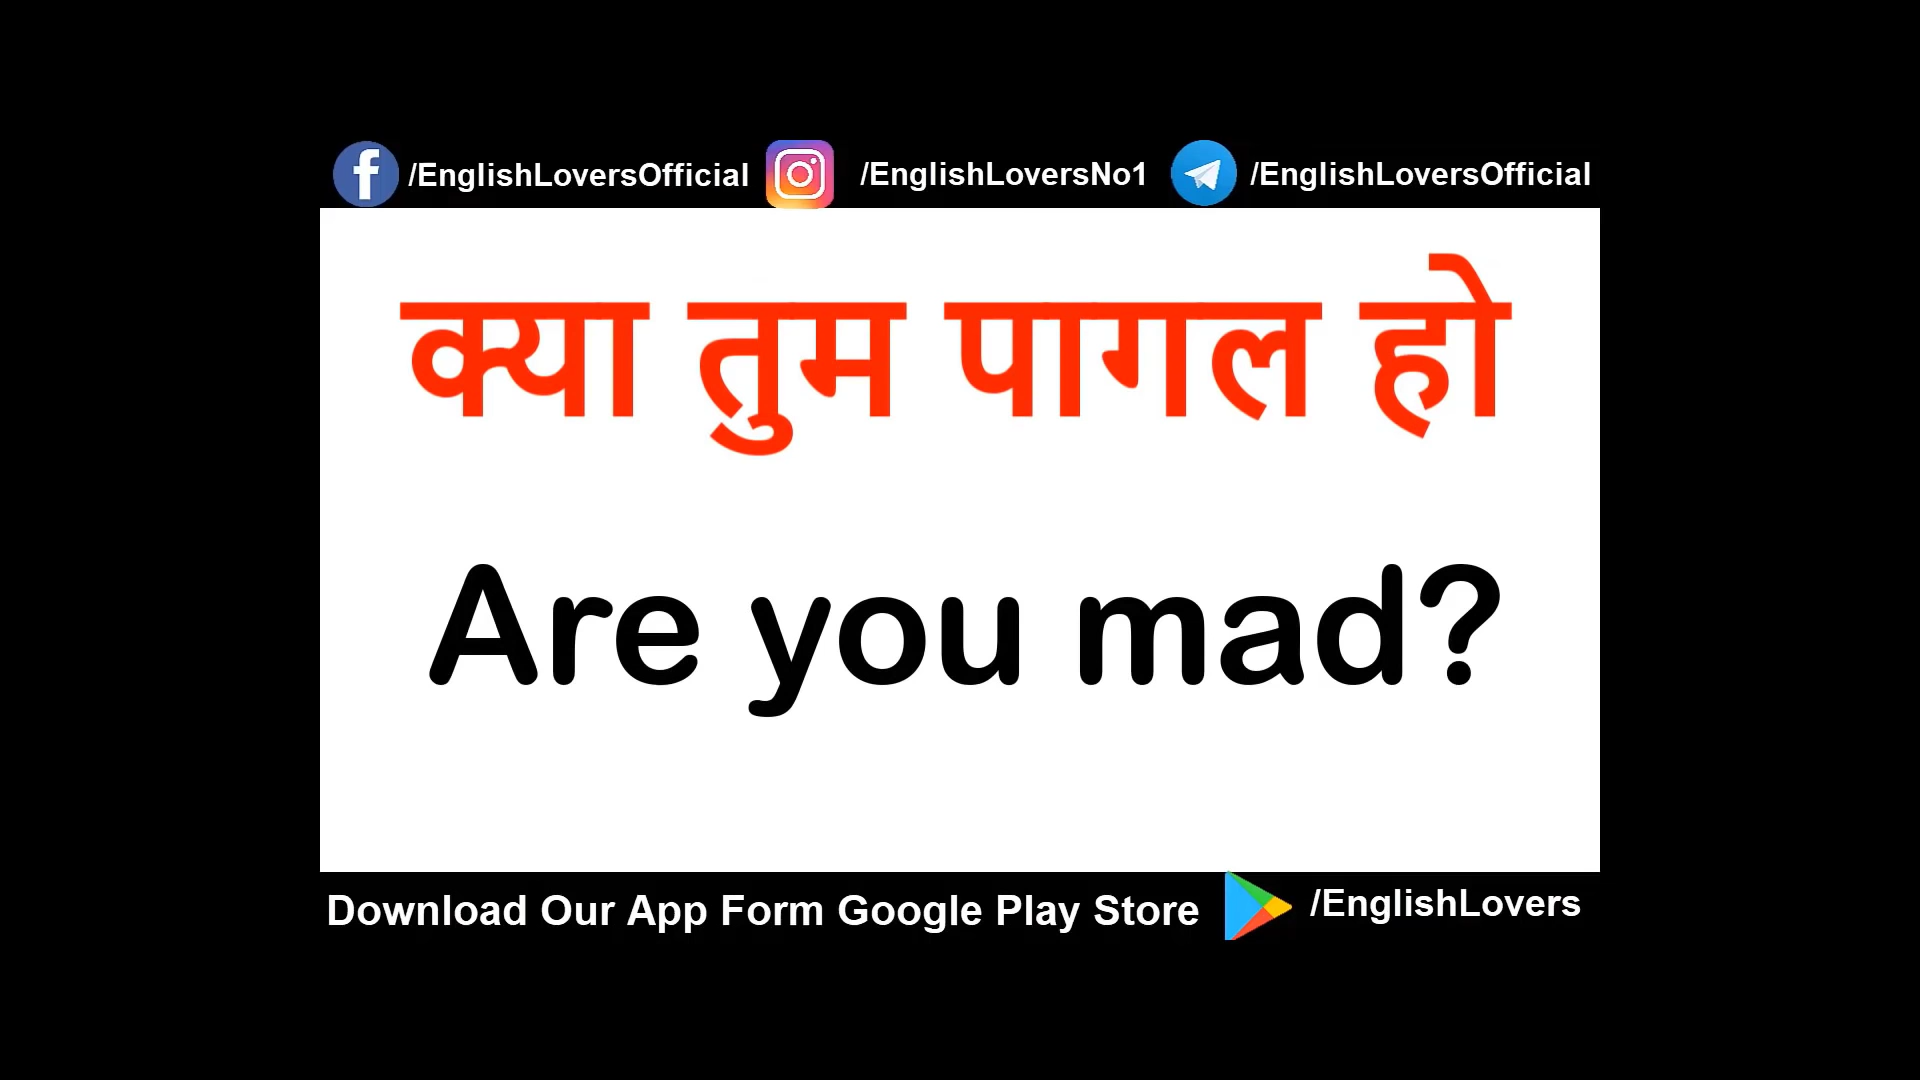 /EnglishLoversOfficial /EnglishLoversNo1 /EnglishLoversOfficial
क्या तुम पागल हो
Are you mad?
Download Our App Form Google Play Store /EnglishLovers